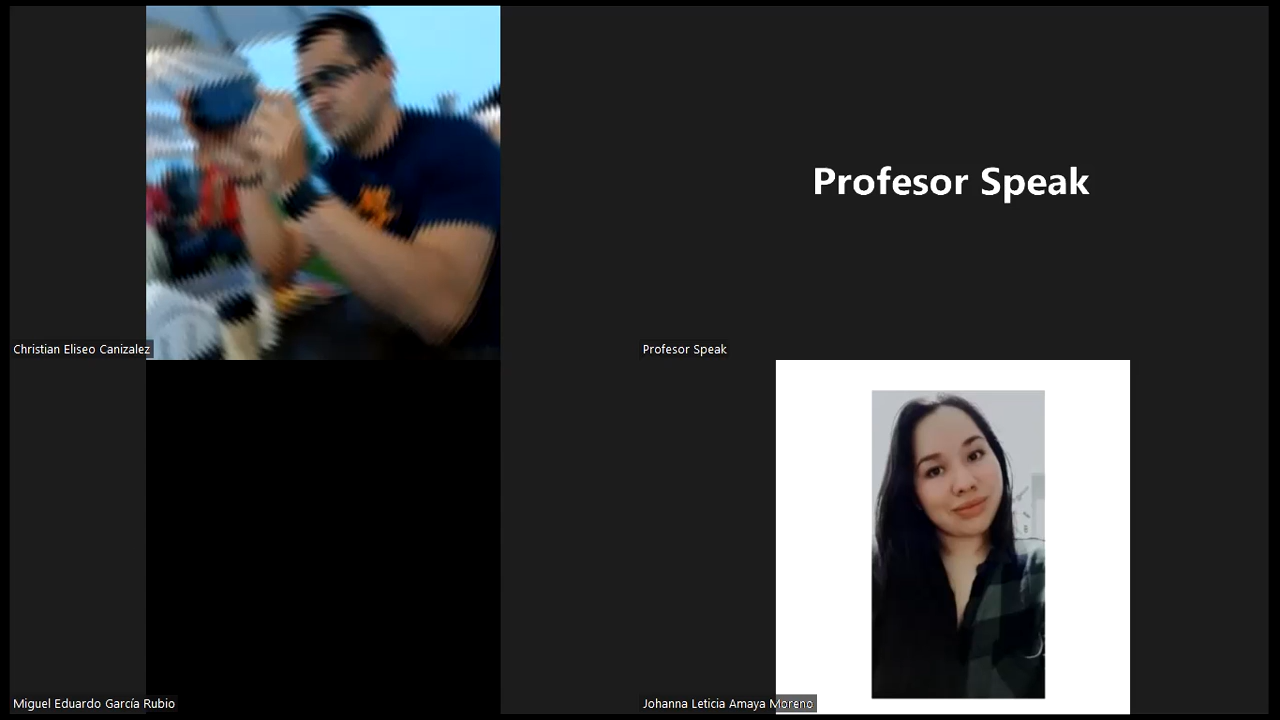 Profesor Speak
Christian Eliseo Canizalez
Profesor Speak
Miguel Eduardo García Rubio
Johanna Leticia Amaya Moreno